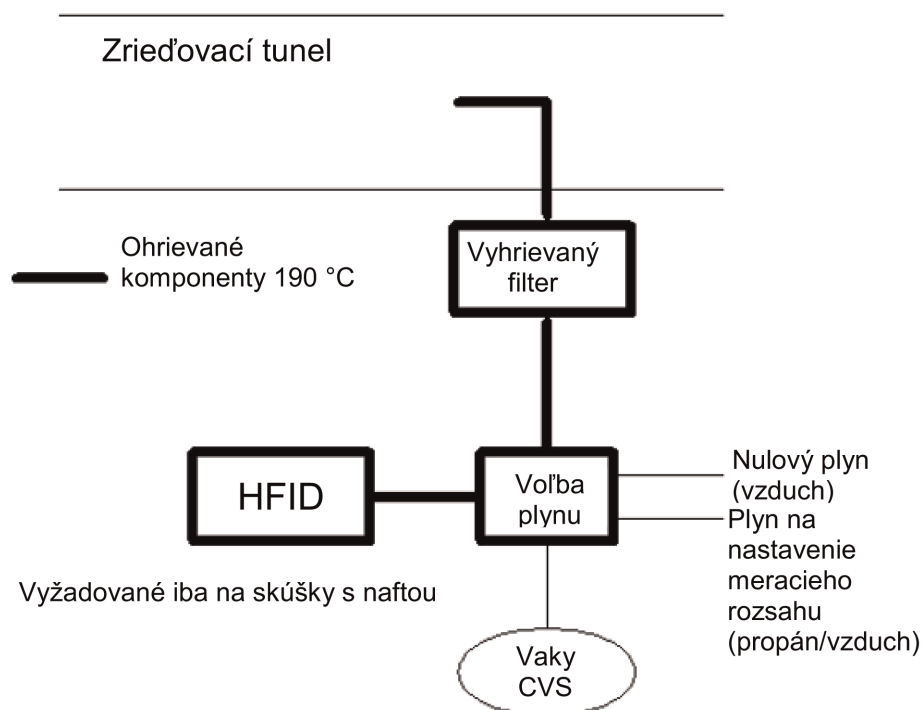 Zrieďovací tunel
Ohrievané
komponenty 190 °C
Vyhrievaný
filter
HFID
Voľba
plynu
Nulový plyn
(vzduch)
Plyn na
nastavenie
meracieho
rozsahu
(propán/vzduch)
Vyžadované iba na skúšky s naftou
Vaky
CVS